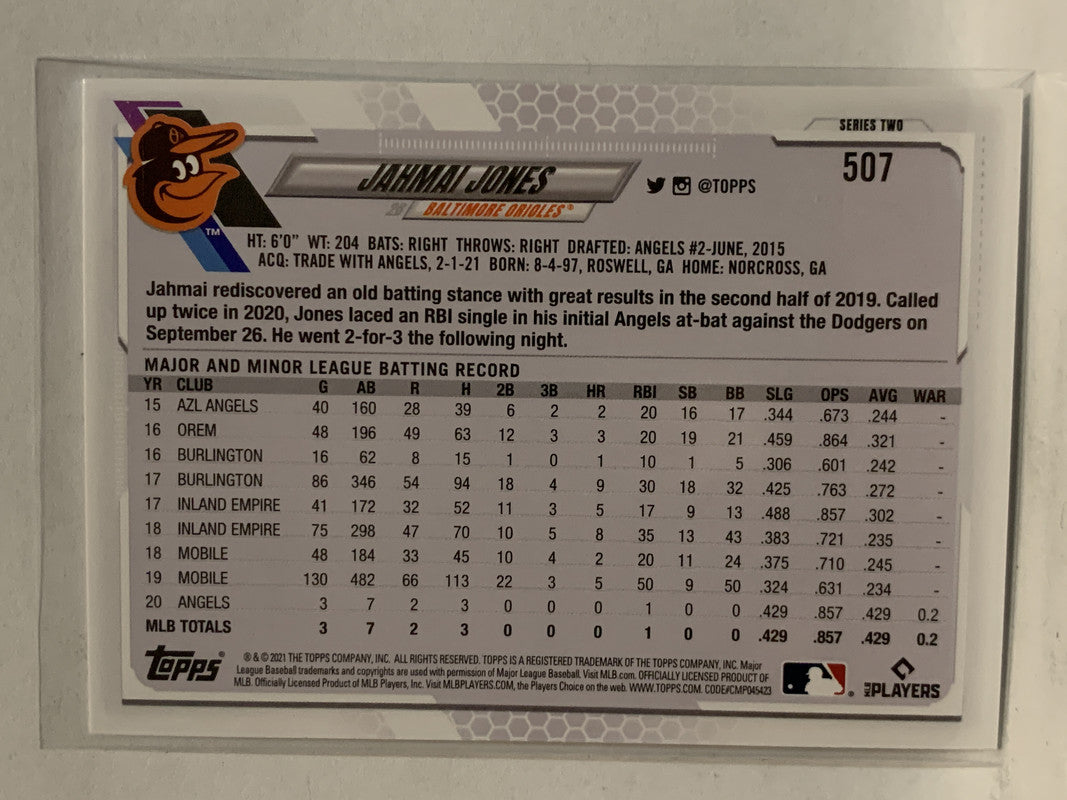 SERIES TWO
507
JAHMAI JONES
@TOPPS
2B BALTIMORE ORIOLES®
TM
HT: 6'0" WT: 204 BATS: RIGHT THROWS: RIGHT DRAFTED: ANGELS #2-JUNE, 2015
ACQ: TRADE WITH ANGELS, 2-1-21 BORN: 8-4-97, ROSWELL, GA HOME: NORCROSS, GA
Jahmai rediscovered an old batting stance with great results in the second half of 2019. Called
up twice in 2020, Jones laced an RBI single in his initial Angels at-bat against the Dodgers on
September 26. He went 2-for-3 the following night.
MAJOR AND MINOR LEAGUE BATTING RECORD
YR CLUB G AB R H 2B 3B HR RBI SB BB SLG OPS AVG WAR
15 AZL ANGELS 40 160 28 39 6 2 2 20 16 17 .344 .673 .244 -
16 OREM 48 196 49 63 12 3 3 20 19 21 .459 .864 .321 -
16 BURLINGTON 16 62 8 15 1 0 1 10 1 5 .306 .601 .242 -
17 BURLINGTON 86 346 54 94 18 4 9 30 18 32 .425 .763 .272 -
17 INLAND EMPIRE 41 172 32 52 11 3 5 17 9 13 .488 .857 .302 -
18 INLAND EMPIRE 75 298 47 70 10 5 8 35 13 43 .383 .721 .235 -
18 MOBILE 48 184 33 45 10 4 2 20 11 24 .375 .710 .245 -
19 MOBILE 130 482 66 113 22 3 5 50 9 50 .324 .631 .234 -
20 ANGELS 3 7 2 3 0 0 0 1 0 0 .429 .857 .429 0.2
MLB TOTALS 3 7 2 3 0 0 0 1 0 0 .429 .857 .429 0.2
Topps®
® & © 2021 THE TOPPS COMPANY, INC. ALL RIGHTS RESERVED. TOPPS IS A REGISTERED TRADEMARK OF THE TOPPS COMPANY, INC. Major
League Baseball trademarks and copyrights are used with permission of Major League Baseball. Visit MLB.com. OFFICIALLY LICENSED PRODUCT OF
MLB. Officially Licensed Product of MLB Players, Inc. Visit MLBPLAYERS.COM, the Players Choice on the web. WWW.TOPPS.COM. CODE#CMP045423
®
MLB PLAYERS